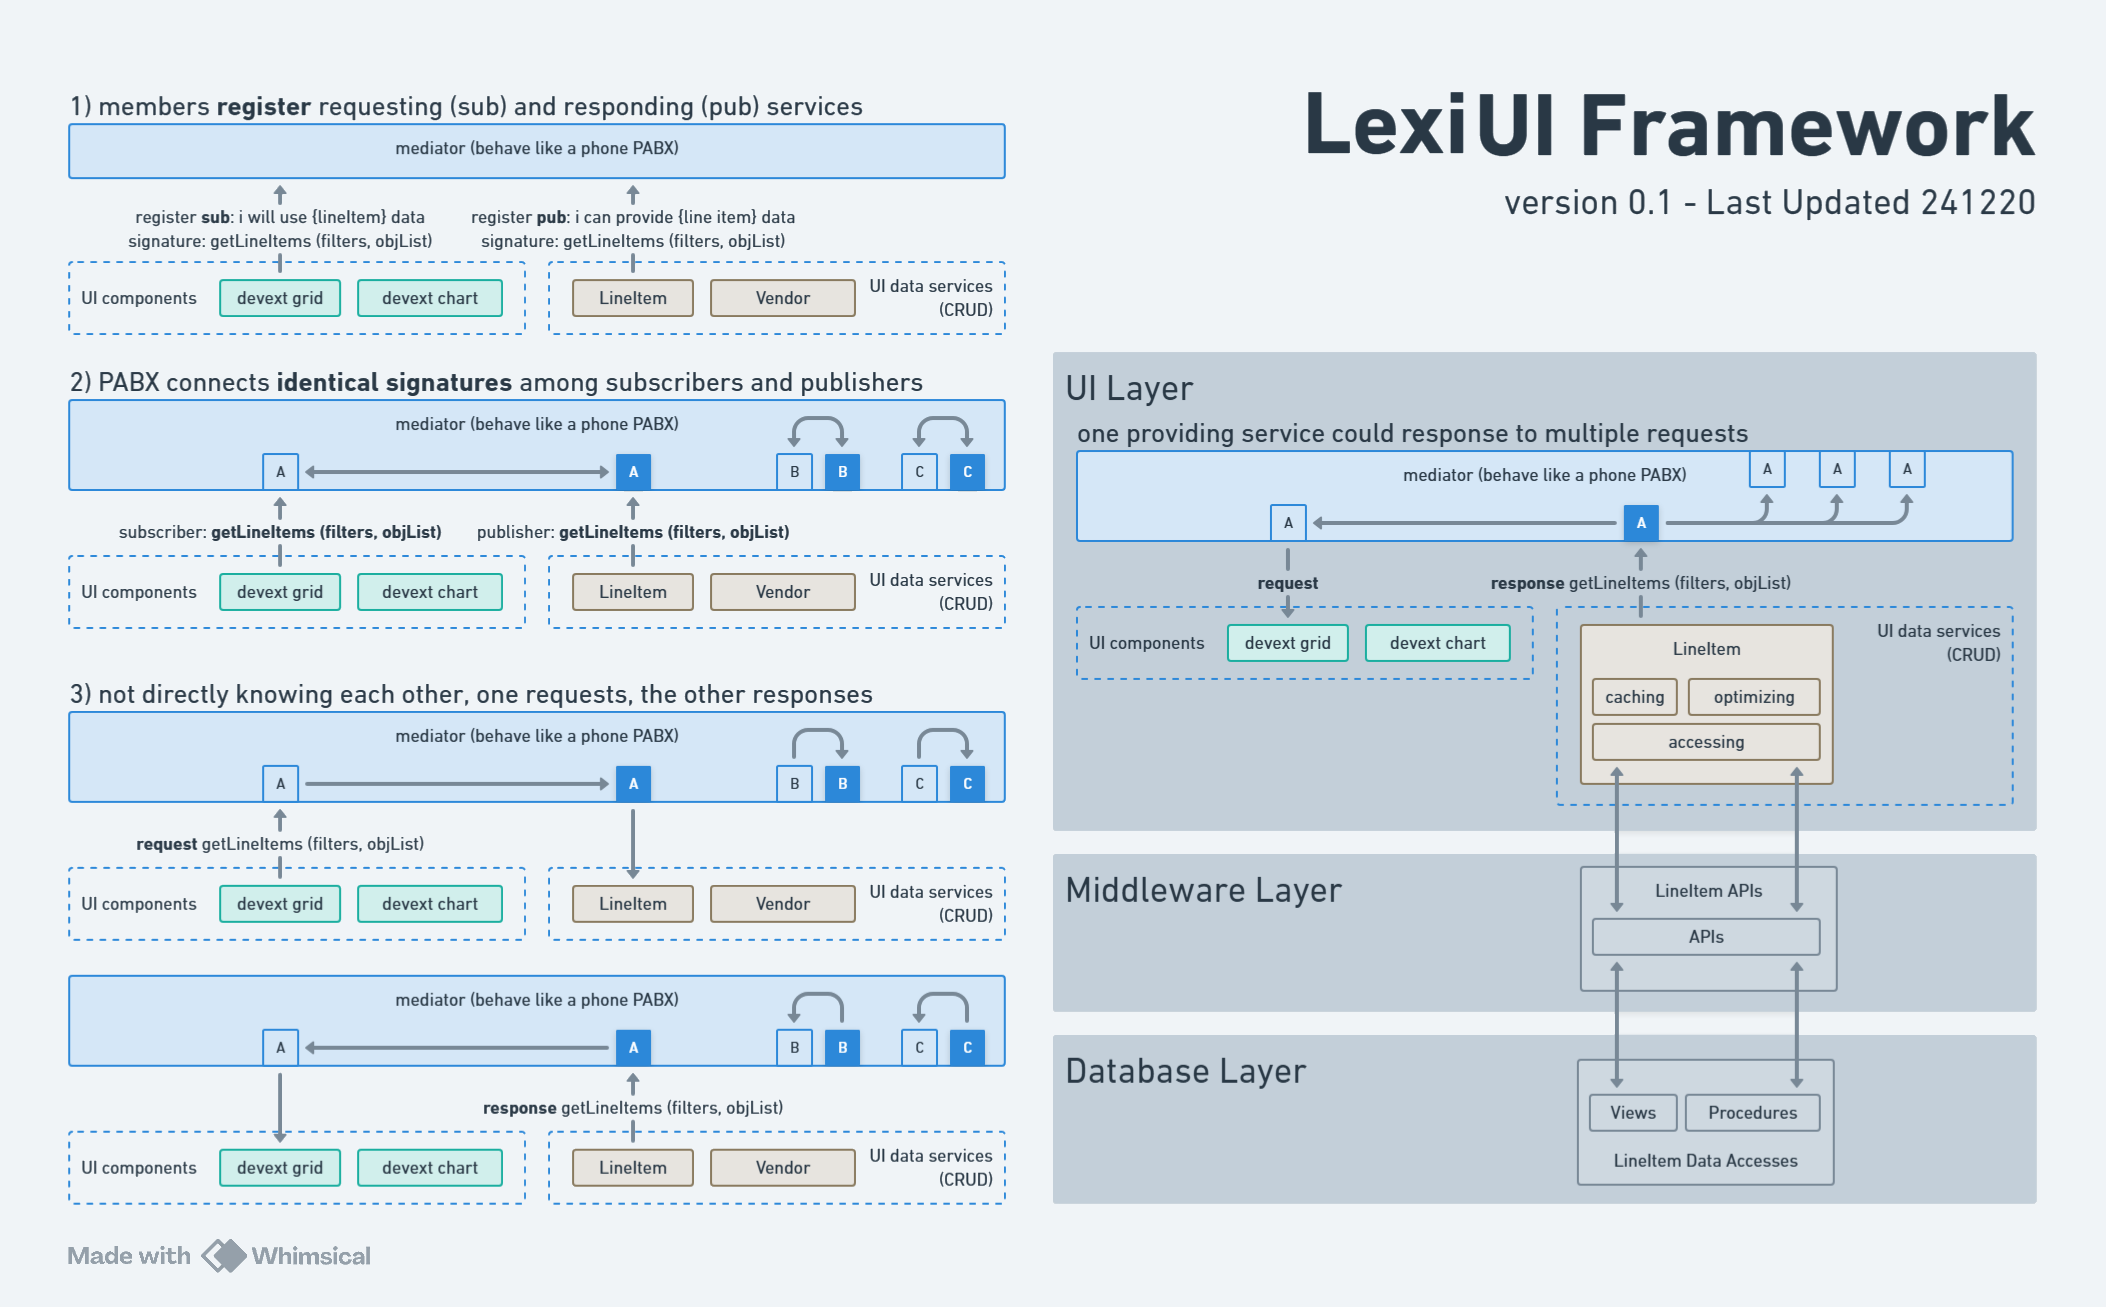 LexiUI Framework
version 0.1 - Last Updated 241220
1) members register requesting (sub) and responding (pub) services
mediator (behave like a phone PABX)
register sub: i will use {lineItem} data
signature: getLineItems (filters, objList)
register pub: i can provide {line item} data
signature: getLineItems (filters, objList)
UI components
devext grid
devext chart
LineItem
Vendor
UI data services
(CRUD)
2) PABX connects identical signatures among subscribers and publishers
mediator (behave like a phone PABX)
A
A
B
B
C
C
subscriber: getLineItems (filters, objList)
publisher: getLineItems (filters, objList)
UI components
devext grid
devext chart
LineItem
Vendor
UI data services
(CRUD)
3) not directly knowing each other, one requests, the other responses
mediator (behave like a phone PABX)
A
A
B
B
C
C
request getLineItems (filters, objList)
UI components
devext grid
devext chart
LineItem
Vendor
UI data services
(CRUD)
mediator (behave like a phone PABX)
A
A
B
B
C
C
response getLineItems (filters, objList)
UI components
devext grid
devext chart
LineItem
Vendor
UI data services
(CRUD)
UI Layer
one providing service could response to multiple requests
mediator (behave like a phone PABX)
A
A
A
A
A
request
response getLineItems (filters, objList)
UI components
devext grid
devext chart
LineItem
caching
optimizing
accessing
UI data services
(CRUD)
Middleware Layer
LineItem APIs
APIs
Database Layer
Views
Procedures
LineItem Data Accesses
Made with Whimsical